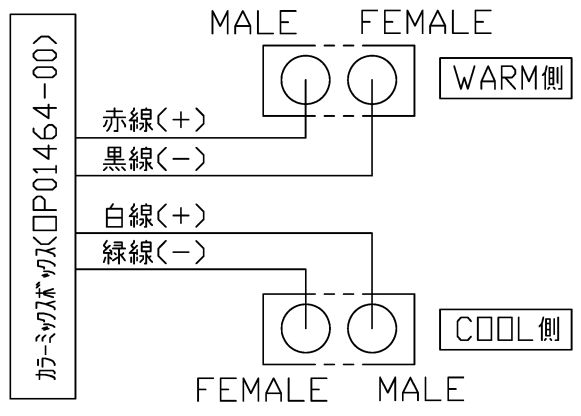 MALE FEMALE
WARM側
赤線(+)
黒線(-)
白線(+)
緑線(-)
ｶﾗｰﾐｯｸｽﾎﾞｯｸｽ(OP01464-00)
COOL側
FEMALE MALE